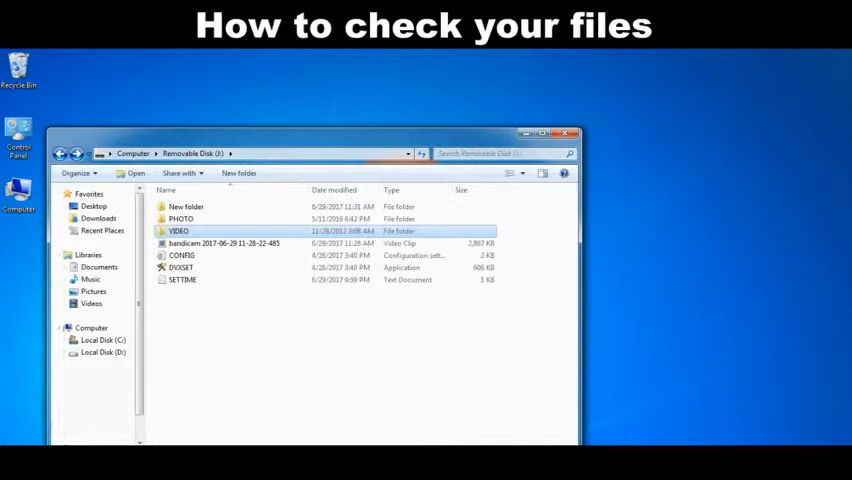 How to check your files
Recycle Bin
Control
Panel
Computer
Computer
Removable Disk (J:)
Search Removable Disk (J:)
Organize
Open
Share with
New folder
Favorites
Desktop
Downloads
Recent Places
Libraries
Documents
Music
Pictures
Videos
Computer
Local Disk (C:)
Local Disk (D:)
Name Date modified Type Size
New folder 6/29/2017 11:31 AM File folder
PHOTO 5/11/2016 6:42 PM File folder
VIDEO 11/28/2012 3:08 AM File folder
bandicam 2017-06-29 11-28-22-485 6/29/2017 11:28 AM Video Clip 2,867 KB
CONFIG 4/26/2017 3:40 PM Configuration sett... 2 KB
DVXSET 4/26/2017 3:40 PM Application 606 KB
SETTIME 6/29/2017 9:59 PM Text Document 1 KB